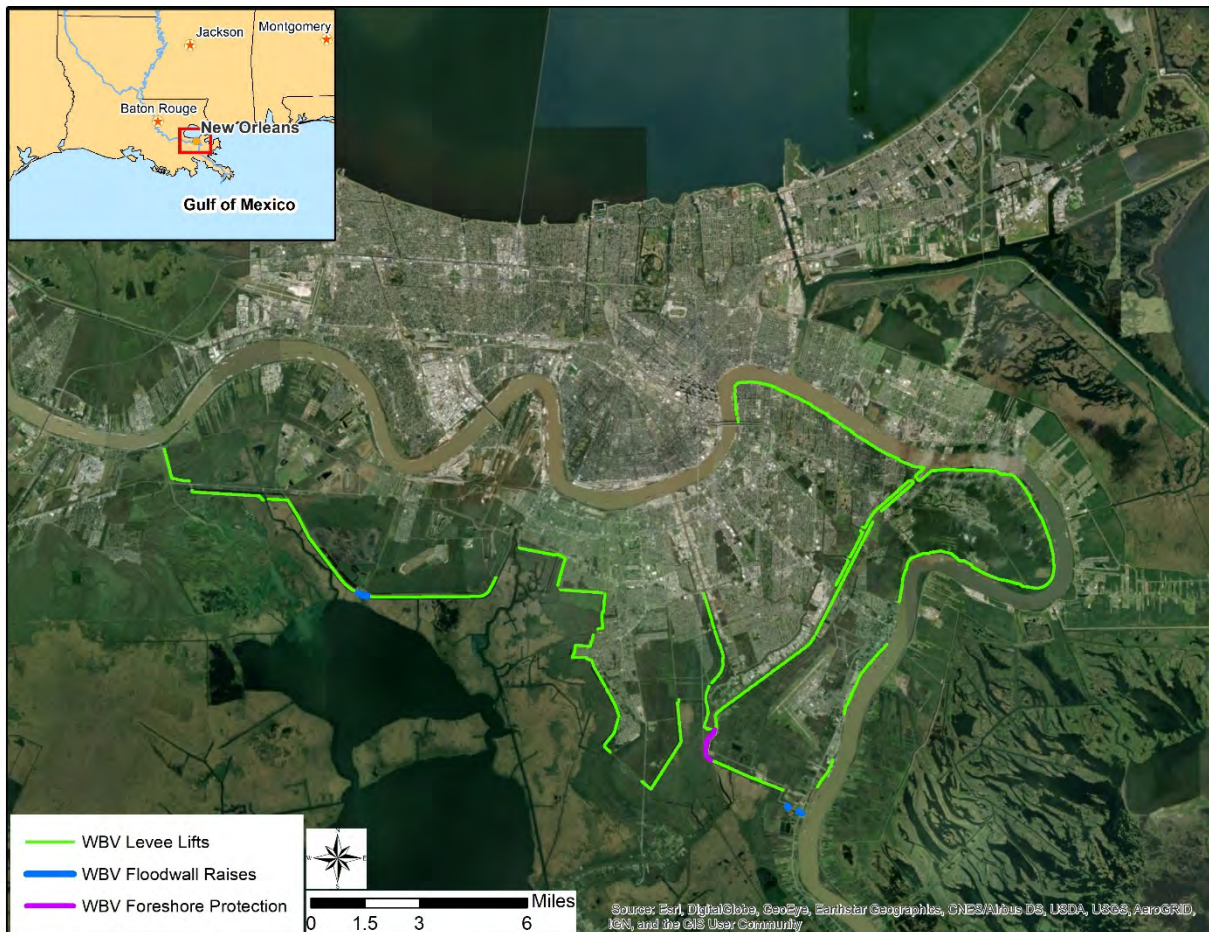 Jackson
Montgomery
Baton Rouge
New Orleans
Gulf of Mexico
WBV Levee Lifts
WBV Floodwall Raises
WBV Foreshore Protection
N
W
E
S
Miles
0 1.5 3 6
Source: Esri, DigitalGlobe, GeoEye, Earthstar Geographics, CNES/Airbus DS, USDA, USGS, AeroGRID,
IGN, and the GIS User Community